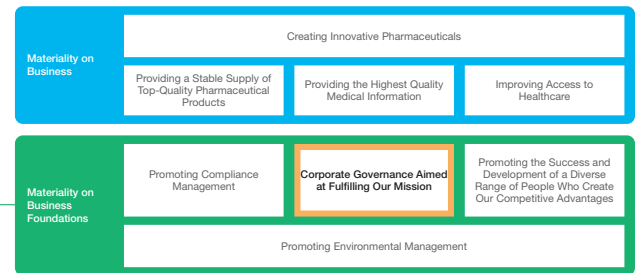 Materiality on
Business
Creating Innovative Pharmaceuticals
Providing a Stable Supply of
Top-Quality Pharmaceutical
Products
Providing the Highest Quality
Medical Information
Improving Access to
Healthcare
Materiality on
Business
Foundations
Promoting Compliance
Management
Corporate Governance Aimed
at Fulfilling Our Mission
Promoting the Success and
Development of a Diverse
Range of People Who Create
Our Competitive Advantages
Promoting Environmental Management